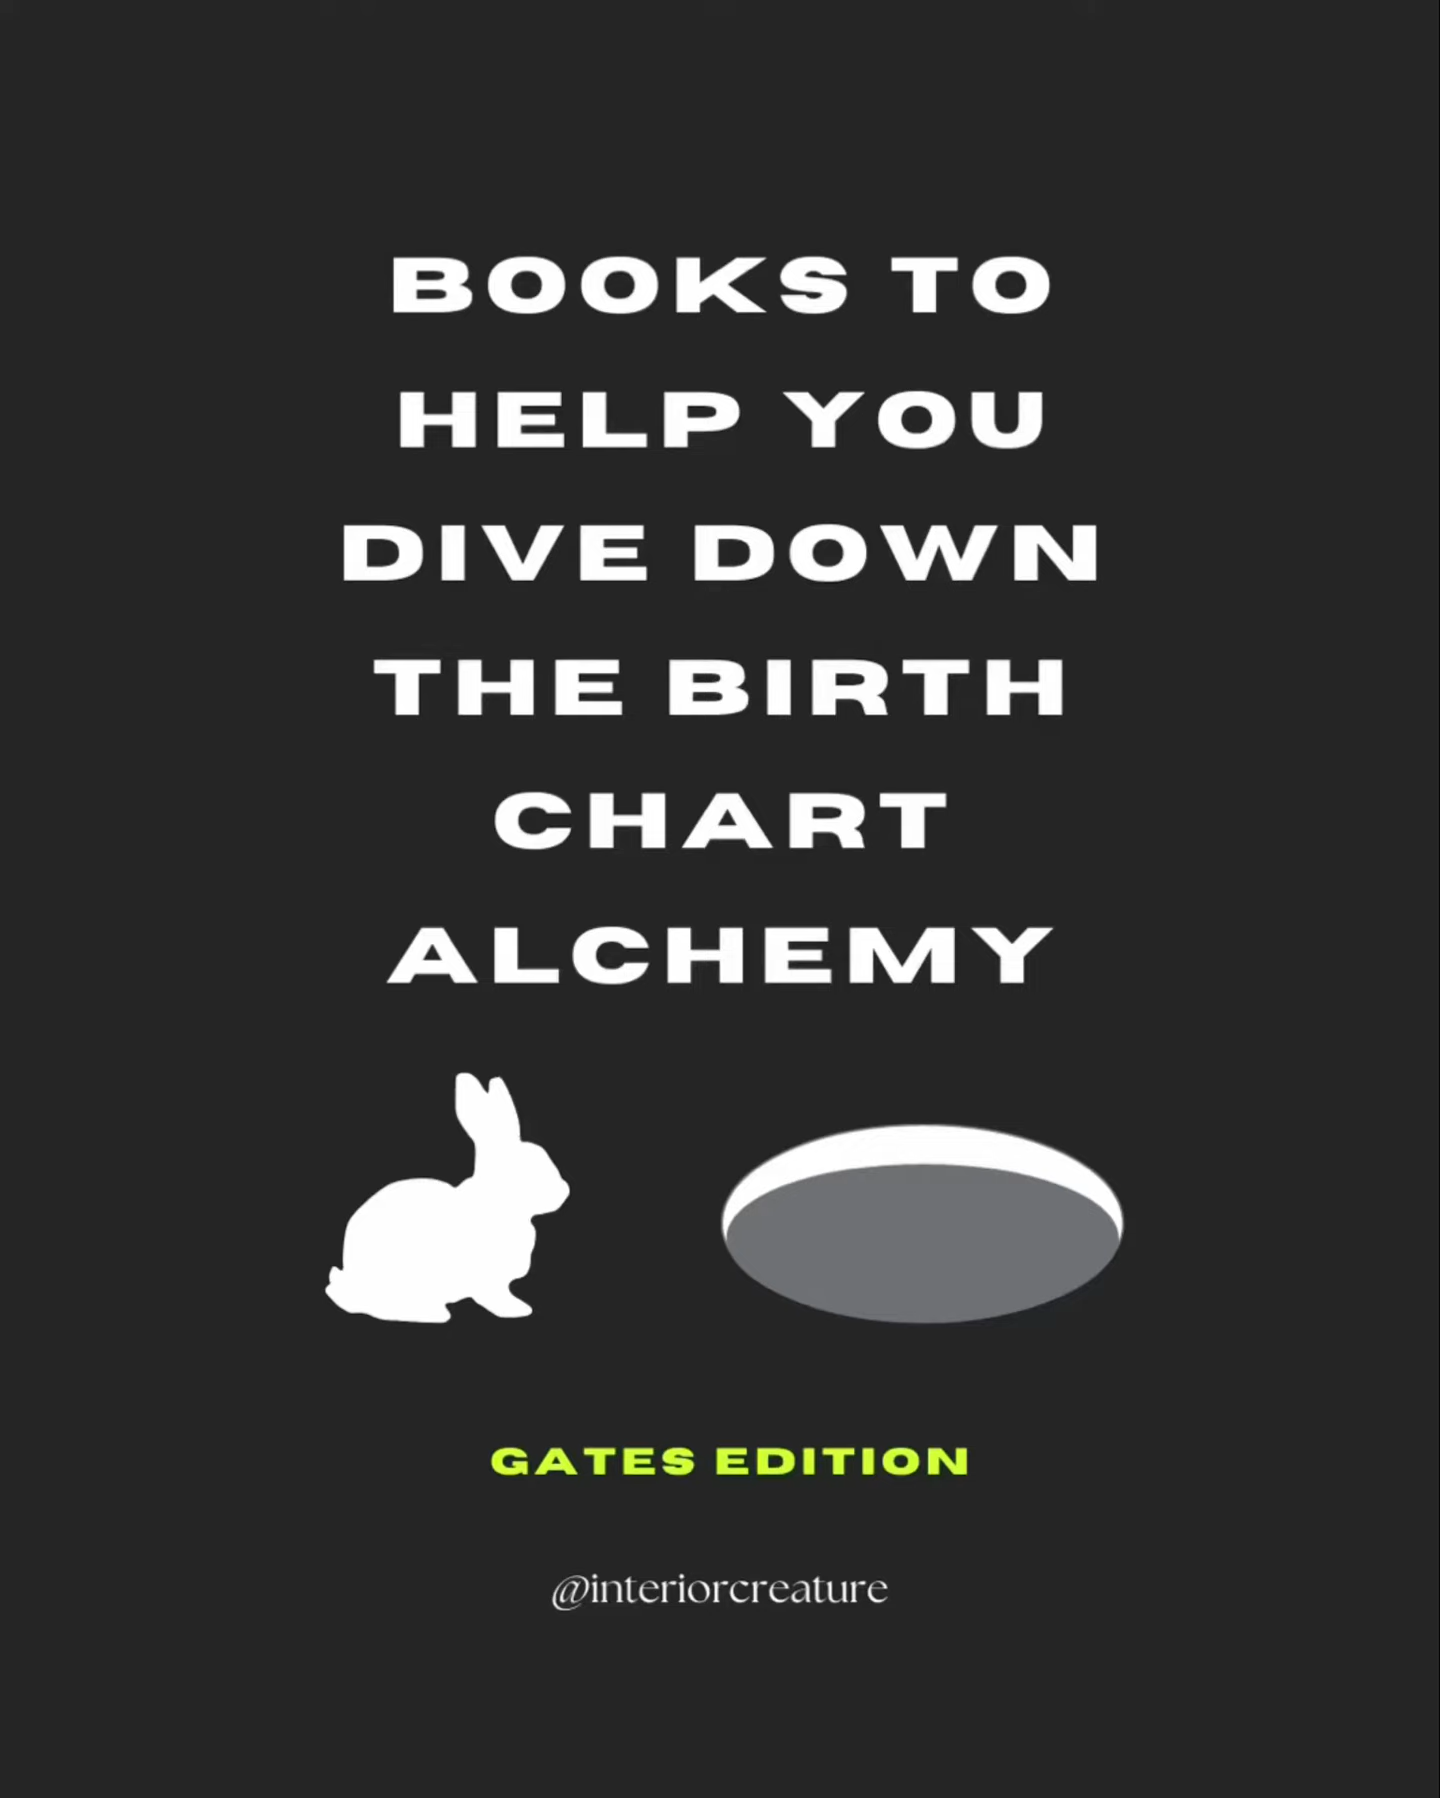 BOOKS TO
HELP YOU
DIVE DOWN
THE BIRTH
CHART
ALCHEMY
GATES EDITION
@interiorcreature